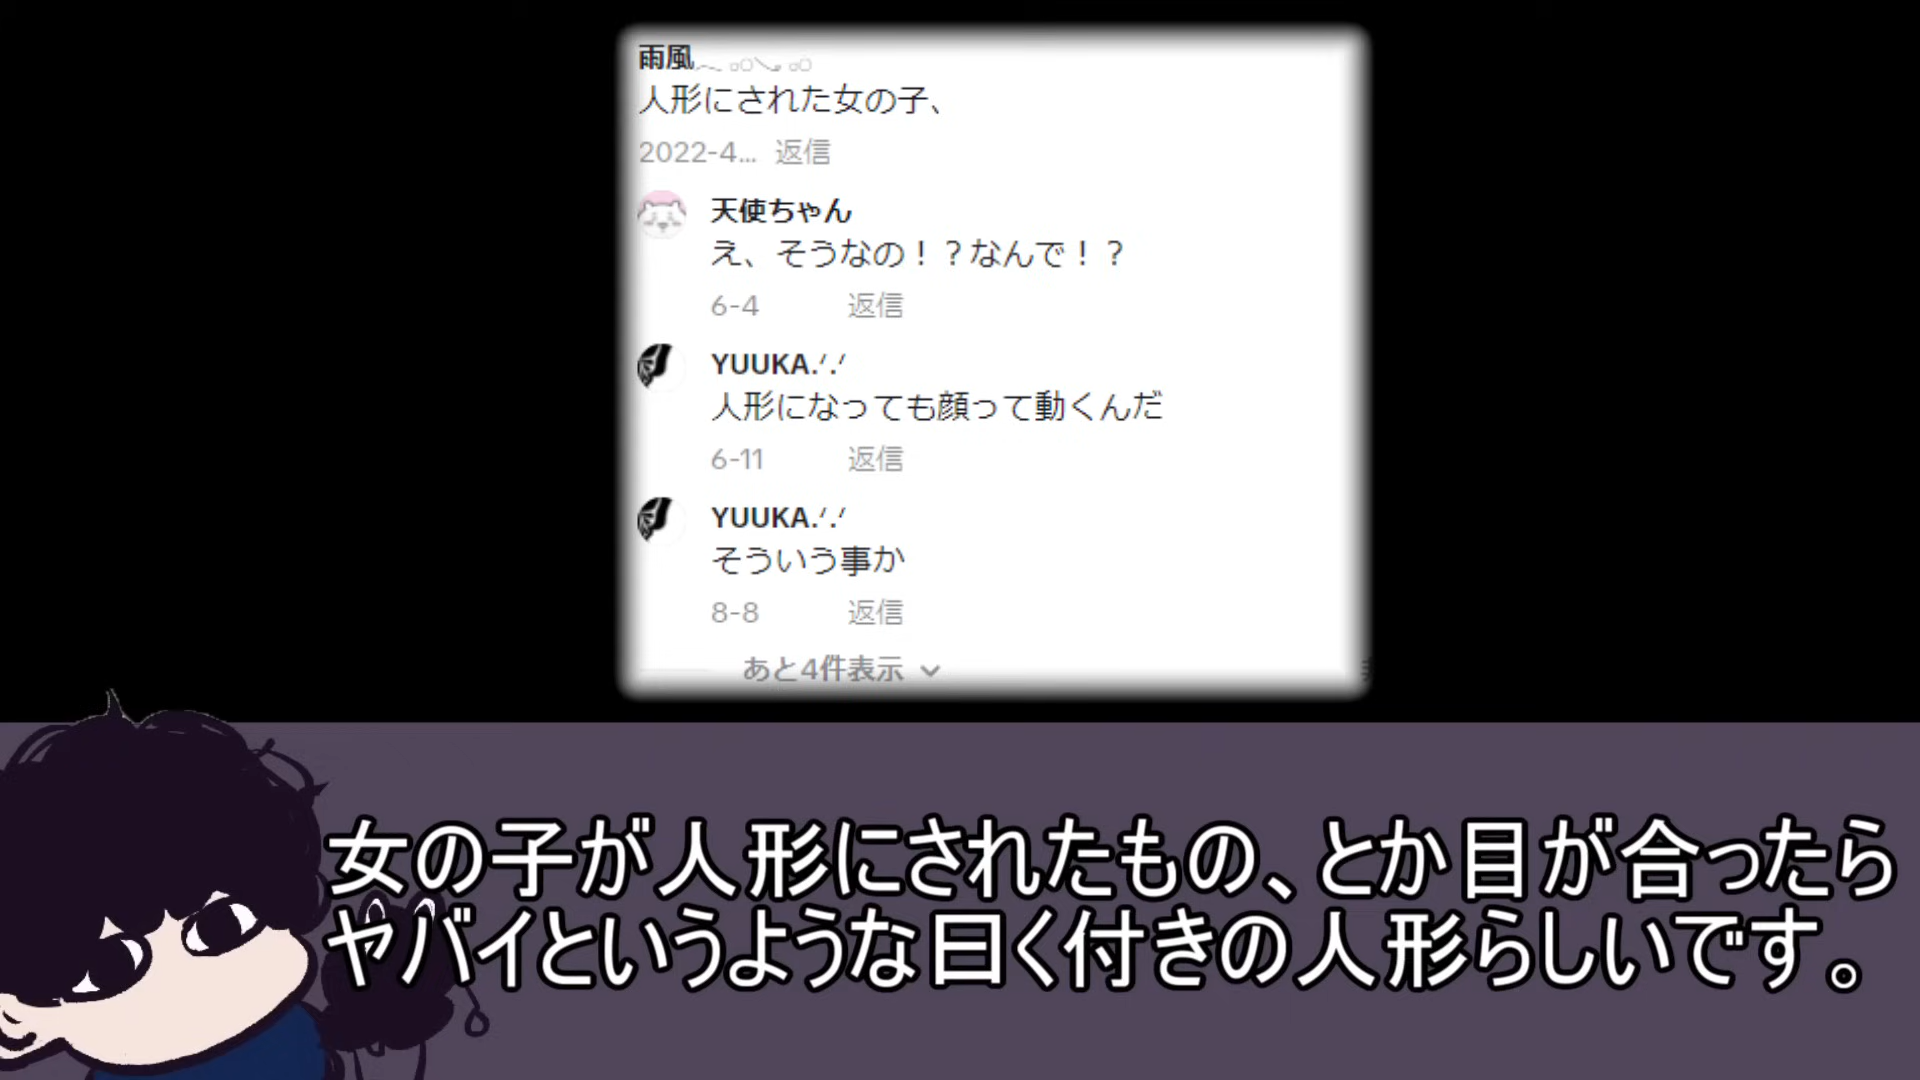 雨風
人形にされた女の子、
2022-4... 返信
天使ちゃん
え、そうなの！？なんで！？
6-4 返信
YUUKA.ᐟ.ᐟ
人形になっても顔って動くんだ
6-11 返信
YUUKA.ᐟ.ᐟ
そういう事か
8-8 返信
あと4件表示
女の子が人形にされたもの、とか目が合ったら
ヤバイというような曰く付きの人形らしいです。